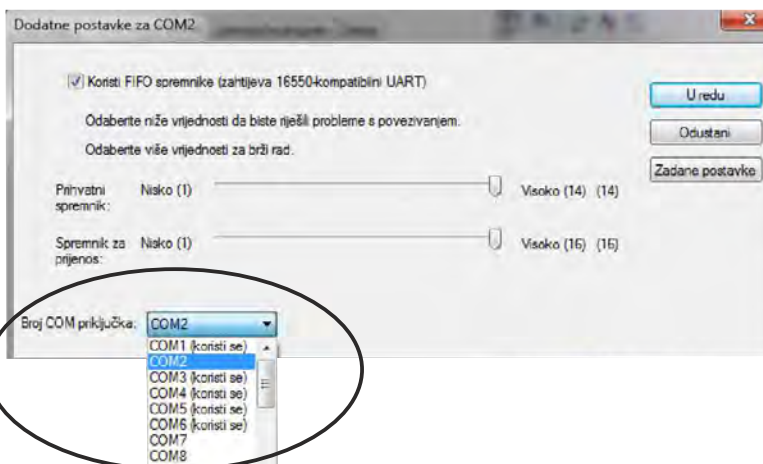 Dodatne postavke za COM2
Koristi FIFO spremnike (zahtijeva 16550-kompatibilni UART)
U redu
Odaberite niže vrijednosti da biste riješili probleme s povezivanjem.
Odustani
Odaberite više vrijednosti za brži rad.
Zadane postavke
Prihvatni spremnik:
Nisko (1)
Visoko (14) (14)
Spremnik za prijenos:
Nisko (1)
Visoko (16) (16)
Broj COM priključka:
COM2
COM1 (koristi se)
COM2
COM3 (koristi se)
COM4 (koristi se)
COM5 (koristi se)
COM6 (koristi se)
COM7
COM8